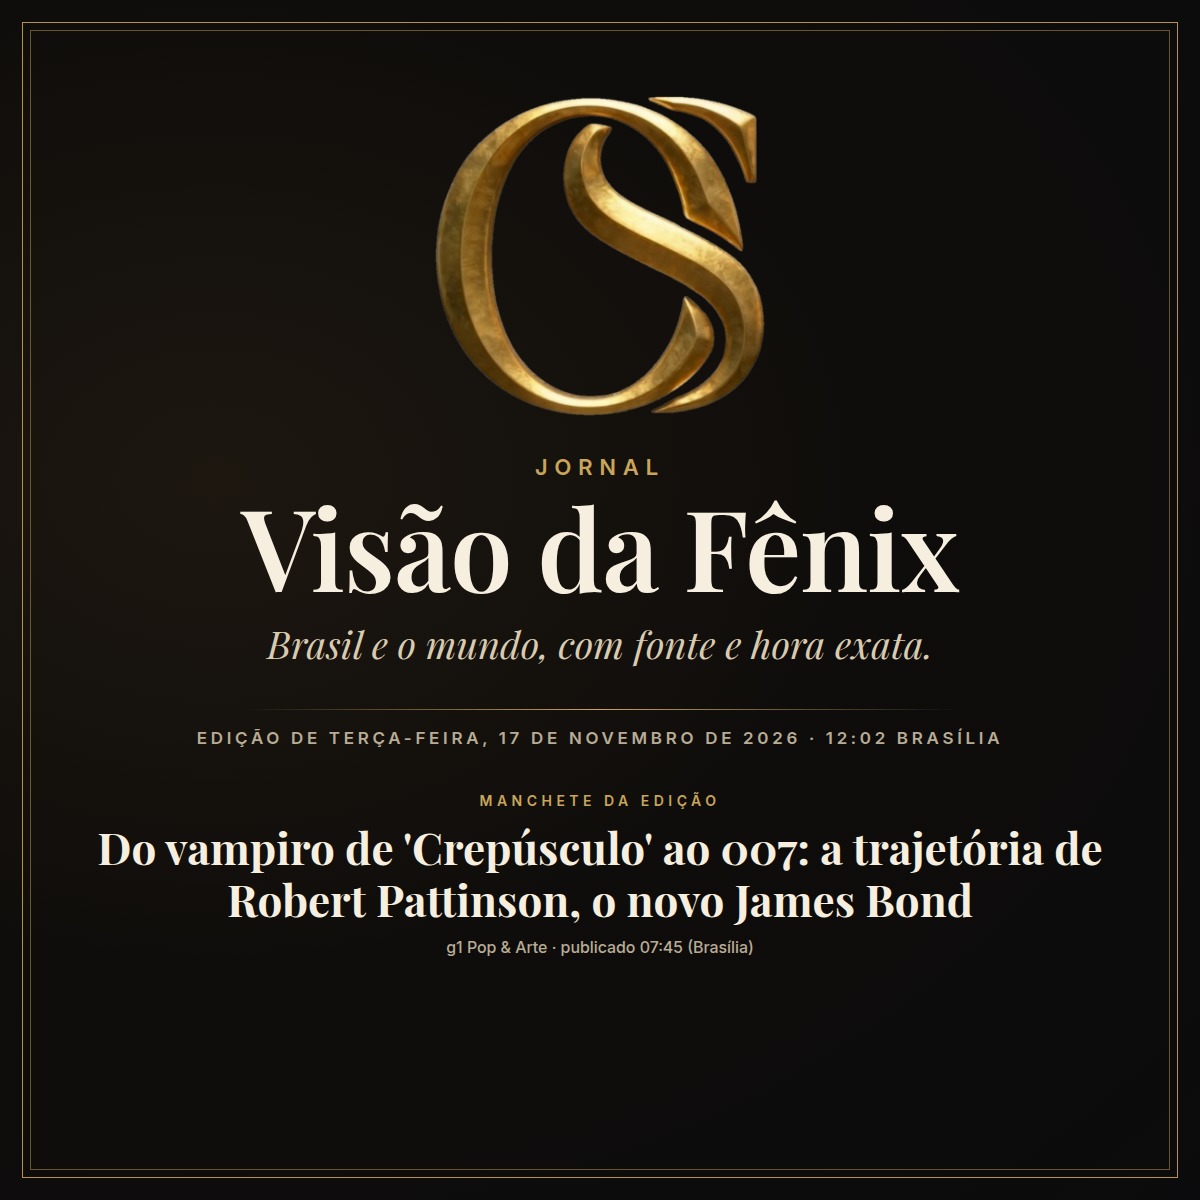 CS
JORNAL
Visão da Fênix
Brasil e o mundo, com fonte e hora exata.
EDIÇÃO DE TERÇA-FEIRA, 17 DE NOVEMBRO DE 2026 · 12:02 BRASÍLIA
MANCHETE DA EDIÇÃO
Do vampiro de 'Crepúsculo' ao 007: a trajetória de
Robert Pattinson, o novo James Bond
g1 Pop & Arte · publicado 07:45 (Brasília)